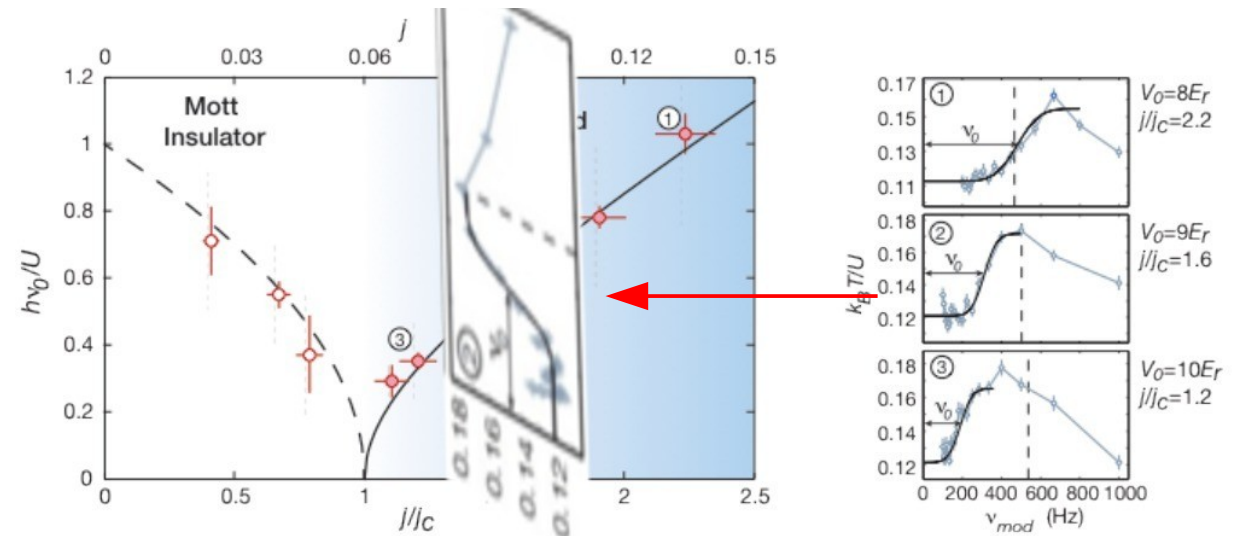 j
0 0.03 0.06 0.12 0.15
1.2
1
0.8
0.6
0.4
0.2
0
Mott
Insulator
d
①
③
hν0/U
0 0.5 1 2 2.5
j/jC
②
ν0
0.18
0.16
0.14
0.12
kBT/U
0.17
0.15
0.13
0.11
①
ν0
V0=8Er
j/jC=2.2
0.18
0.16
0.14
0.12
②
ν0
V0=9Er
j/jC=1.6
0.18
0.16
0.14
0.12
③
ν0
V0=10Er
j/jC=1.2
0 200 400 600 800 1000
νmod (Hz)